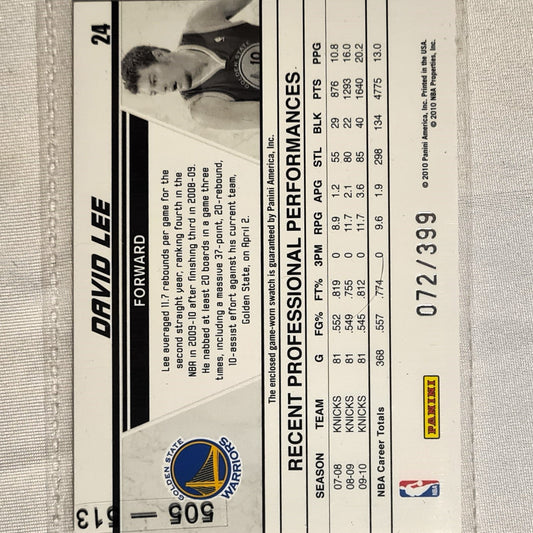 24
DAVID LEE
FORWARD
Lee averaged 11.7 rebounds per game for the
second straight year, ranking fourth in the
NBA in 2009-10 after finishing third in 2008-09.
He nabbed at least 20 boards in a game three
times, including a massive 37-point, 20-rebound,
10-assist effort against his current team,
Golden State, on April 2.
GOLDEN STATE
WARRIORS
The enclosed game-worn swatch is guaranteed by Panini America, Inc.
RECENT PROFESSIONAL PERFORMANCES
SEASON TEAM G FG% FT% 3PM RPG APG STL BLK PTS PPG
07-08 KNICKS 81 .552 .819 0 8.9 1.2 55 29 876 10.8
08-09 KNICKS 81 .549 .755 0 11.7 2.1 80 22 1293 16.0
09-10 KNICKS 81 .545 .812 0 11.7 3.6 85 40 1640 20.2
NBA Career Totals 368 .557 .774 0 9.6 1.9 298 134 4775 13.0
072/399
PANINI
© 2010 Panini America, Inc. Printed in the USA.
© 2010 NBA Properties, Inc.
505
513